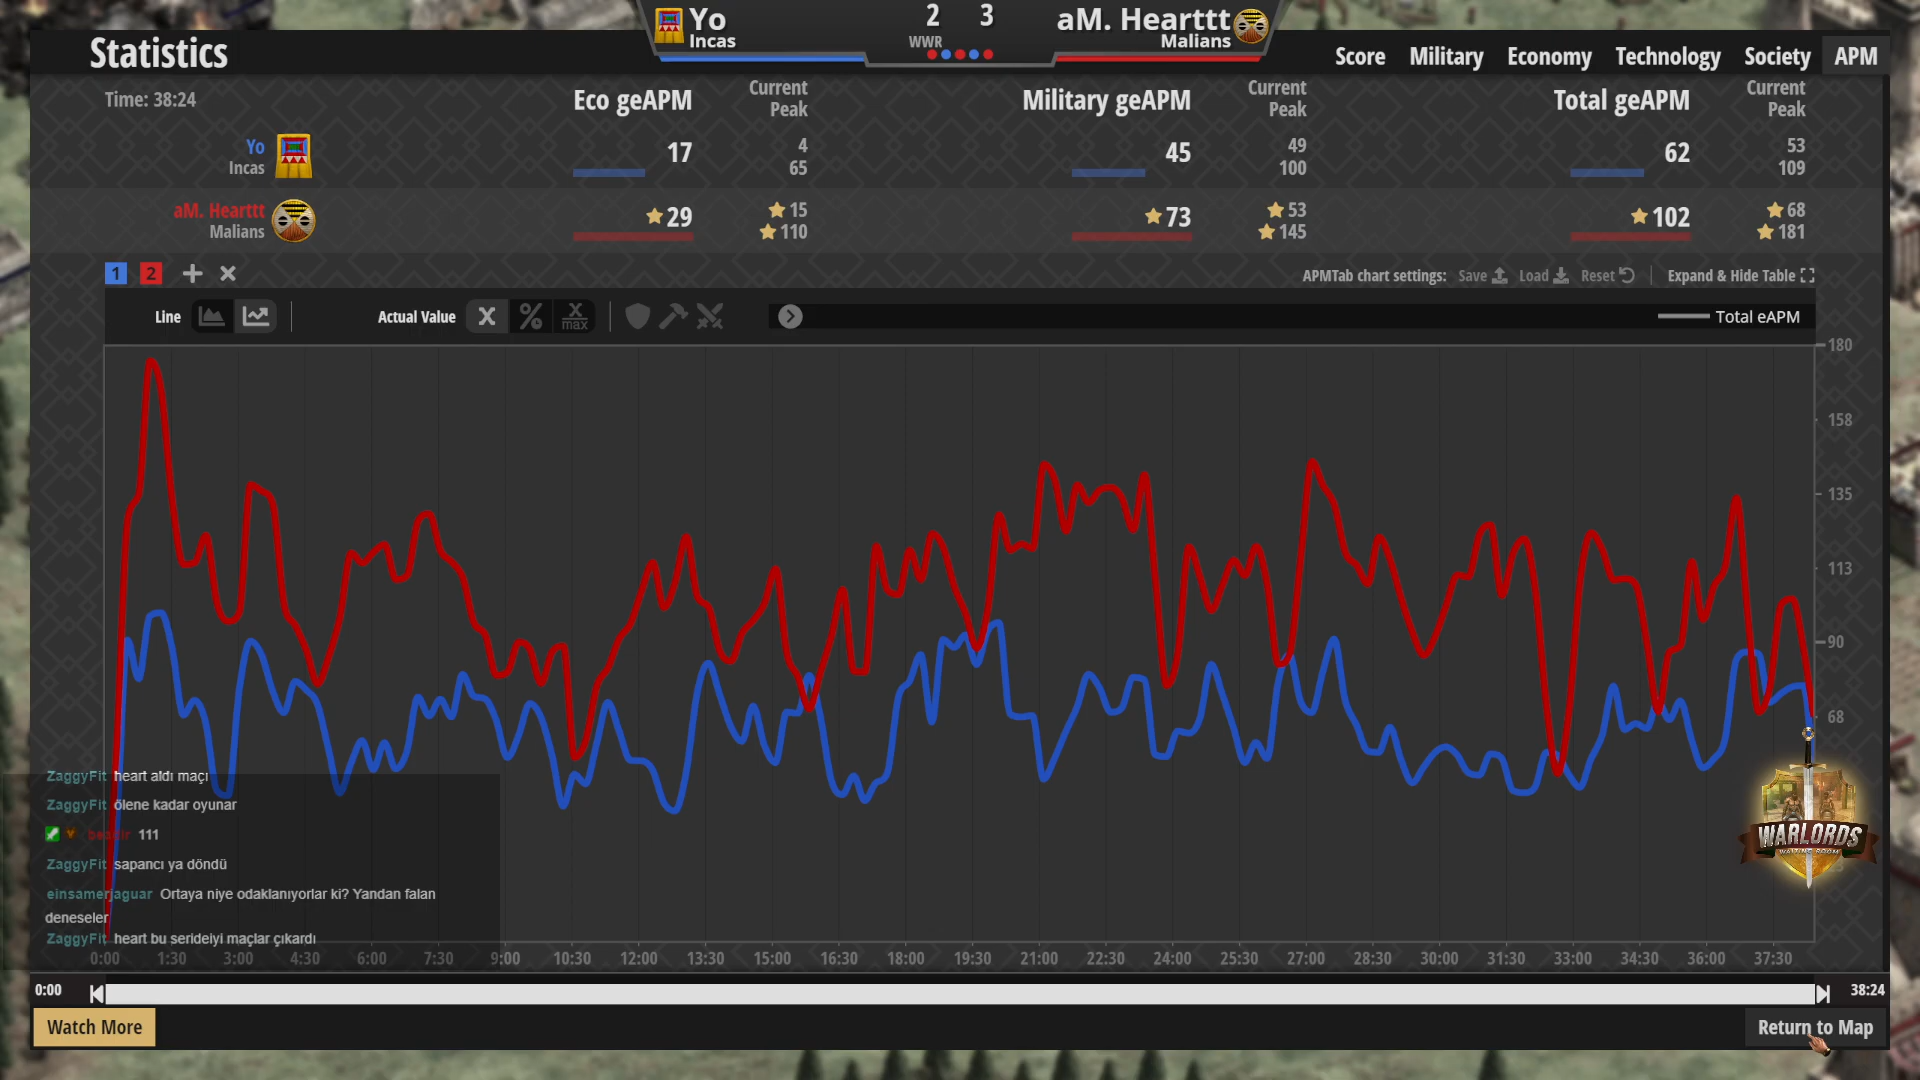 Yo
Incas
2 3
WWR
aM. Hearttt
Malians
Statistics
Score Military Economy Technology Society APM
Time: 38:24
Eco geAPM Current Peak
Military geAPM Current Peak
Total geAPM Current Peak
Yo
Incas
17 4 65
45 49 100
62 53 109
aM. Hearttt
Malians
29 15 110
73 53 145
102 68 181
1 2
APMTab chart settings: Save Load Reset Expand & Hide Table
Line Actual Value X % X max
Total eAPM
180
158
135
113
90
68
ZaggyFit heart aldı maçı
ZaggyFit ölene kadar oyunar
111
ZaggyFit sapancı ya döndü
einsamerjaguar Ortaya niye odaklanıyorlar ki? Yandan falan
deneseler
ZaggyFit heart bu serideiyi maçlar çıkardı
WARLORDS
WAITING ROOM
0:00 1:30 3:00 4:30 6:00 7:30 9:00 10:30 12:00 13:30 15:00 16:30 18:00 19:30 21:00 22:30 24:00 25:30 27:00 28:30 30:00 31:30 33:00 34:30 36:00 37:30
0:00 38:24
Watch More
Return to Map